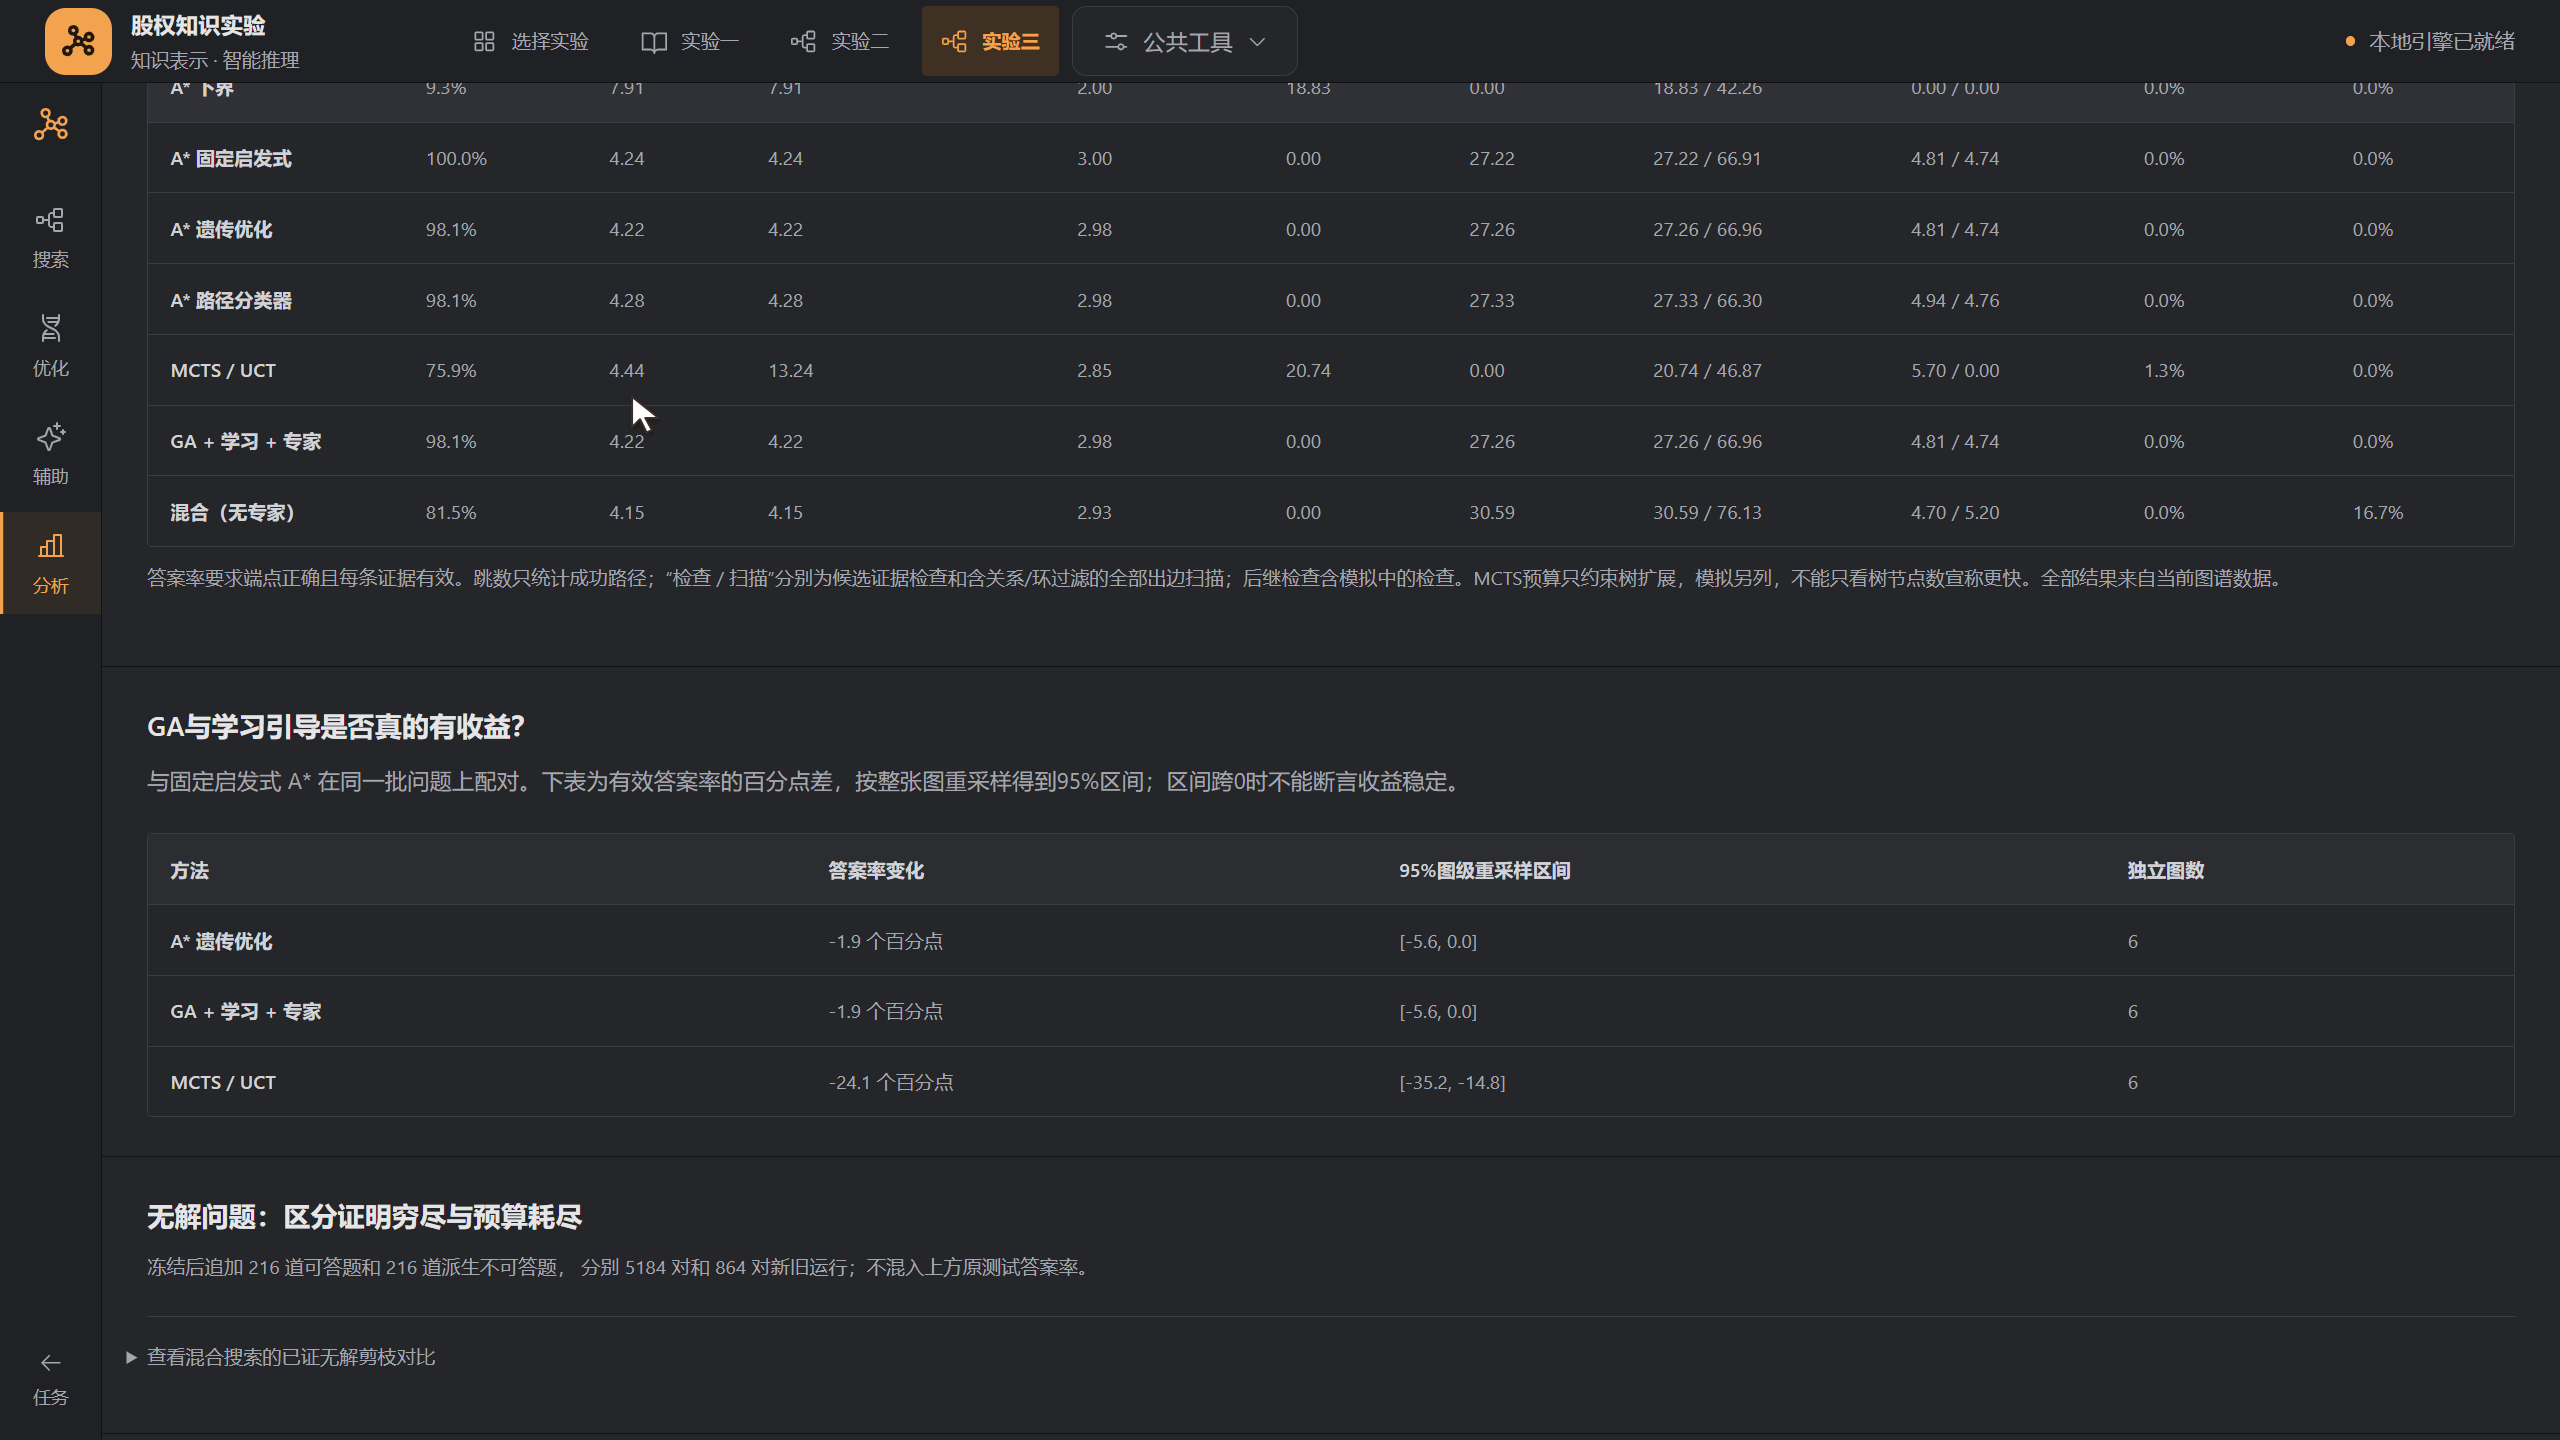 股权知识实验
知识表示 · 智能推理
选择实验
实验一
实验二
实验三
公共工具
本地引擎已就绪
搜索
优化
辅助
分析
任务
A* 下界 9.3% 7.91 7.91 2.00 18.83 0.00 18.83 / 42.26 0.00 / 0.00 0.0% 0.0%
A* 固定启发式 100.0% 4.24 4.24 3.00 0.00 27.22 27.22 / 66.91 4.81 / 4.74 0.0% 0.0%
A* 遗传优化 98.1% 4.22 4.22 2.98 0.00 27.26 27.26 / 66.96 4.81 / 4.74 0.0% 0.0%
A* 路径分类器 98.1% 4.28 4.28 2.98 0.00 27.33 27.33 / 66.30 4.94 / 4.76 0.0% 0.0%
MCTS / UCT 75.9% 4.44 13.24 2.85 20.74 0.00 20.74 / 46.87 5.70 / 0.00 1.3% 0.0%
GA + 学习 + 专家 98.1% 4.22 4.22 2.98 0.00 27.26 27.26 / 66.96 4.81 / 4.74 0.0% 0.0%
混合（无专家） 81.5% 4.15 4.15 2.93 0.00 30.59 30.59 / 76.13 4.70 / 5.20 0.0% 16.7%
答案率要求端点正确且每条证据有效。跳数只统计成功路径；“检查 / 扫描”分别为候选证据检查和含关系/环过滤的全部出边扫描；后继检查含模拟中的检查。MCTS预算只约束树扩展，模拟另列，不能只看树节点数宣称更快。全部结果来自当前图谱数据。
GA与学习引导是否真的有收益？
与固定启发式 A* 在同一批问题上配对。下表为有效答案率的百分点差，按整张图重采样得到95%区间；区间跨0时不能断言收益稳定。
方法 答案率变化 95%图级重采样区间 独立图数
A* 遗传优化 -1.9 个百分点 [-5.6, 0.0] 6
GA + 学习 + 专家 -1.9 个百分点 [-5.6, 0.0] 6
MCTS / UCT -24.1 个百分点 [-35.2, -14.8] 6
无解问题：区分证明穷尽与预算耗尽
冻结后追加 216 道可答题和 216 道派生不可答题， 分别 5184 对和 864 对新旧运行；不混入上方原测试答案率。
查看混合搜索的已证无解剪枝对比